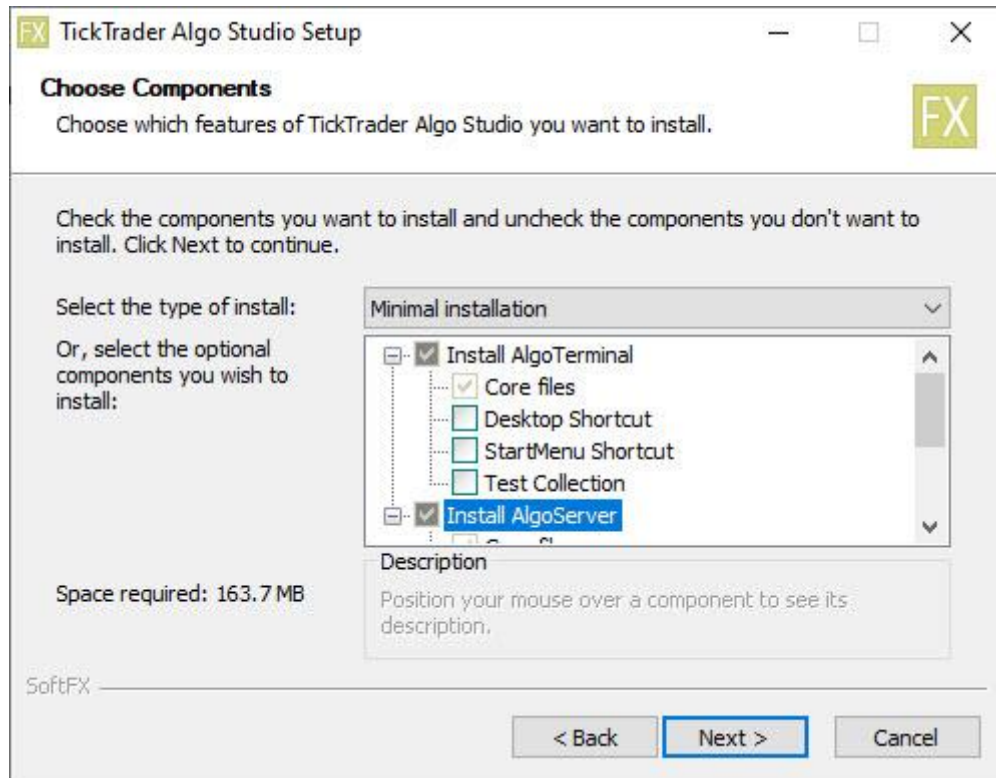 FX TickTrader Algo Studio Setup
Choose Components
Choose which features of TickTrader Algo Studio you want to install.
FX
Check the components you want to install and uncheck the components you don't want to
install. Click Next to continue.
Select the type of install:
Minimal installation
Or, select the optional
components you wish to
install:
Install AlgoTerminal
Core files
Desktop Shortcut
StartMenu Shortcut
Test Collection
Install AlgoServer
Space required: 163.7 MB
Description
Position your mouse over a component to see its
description.
SoftFX
< Back
Next >
Cancel